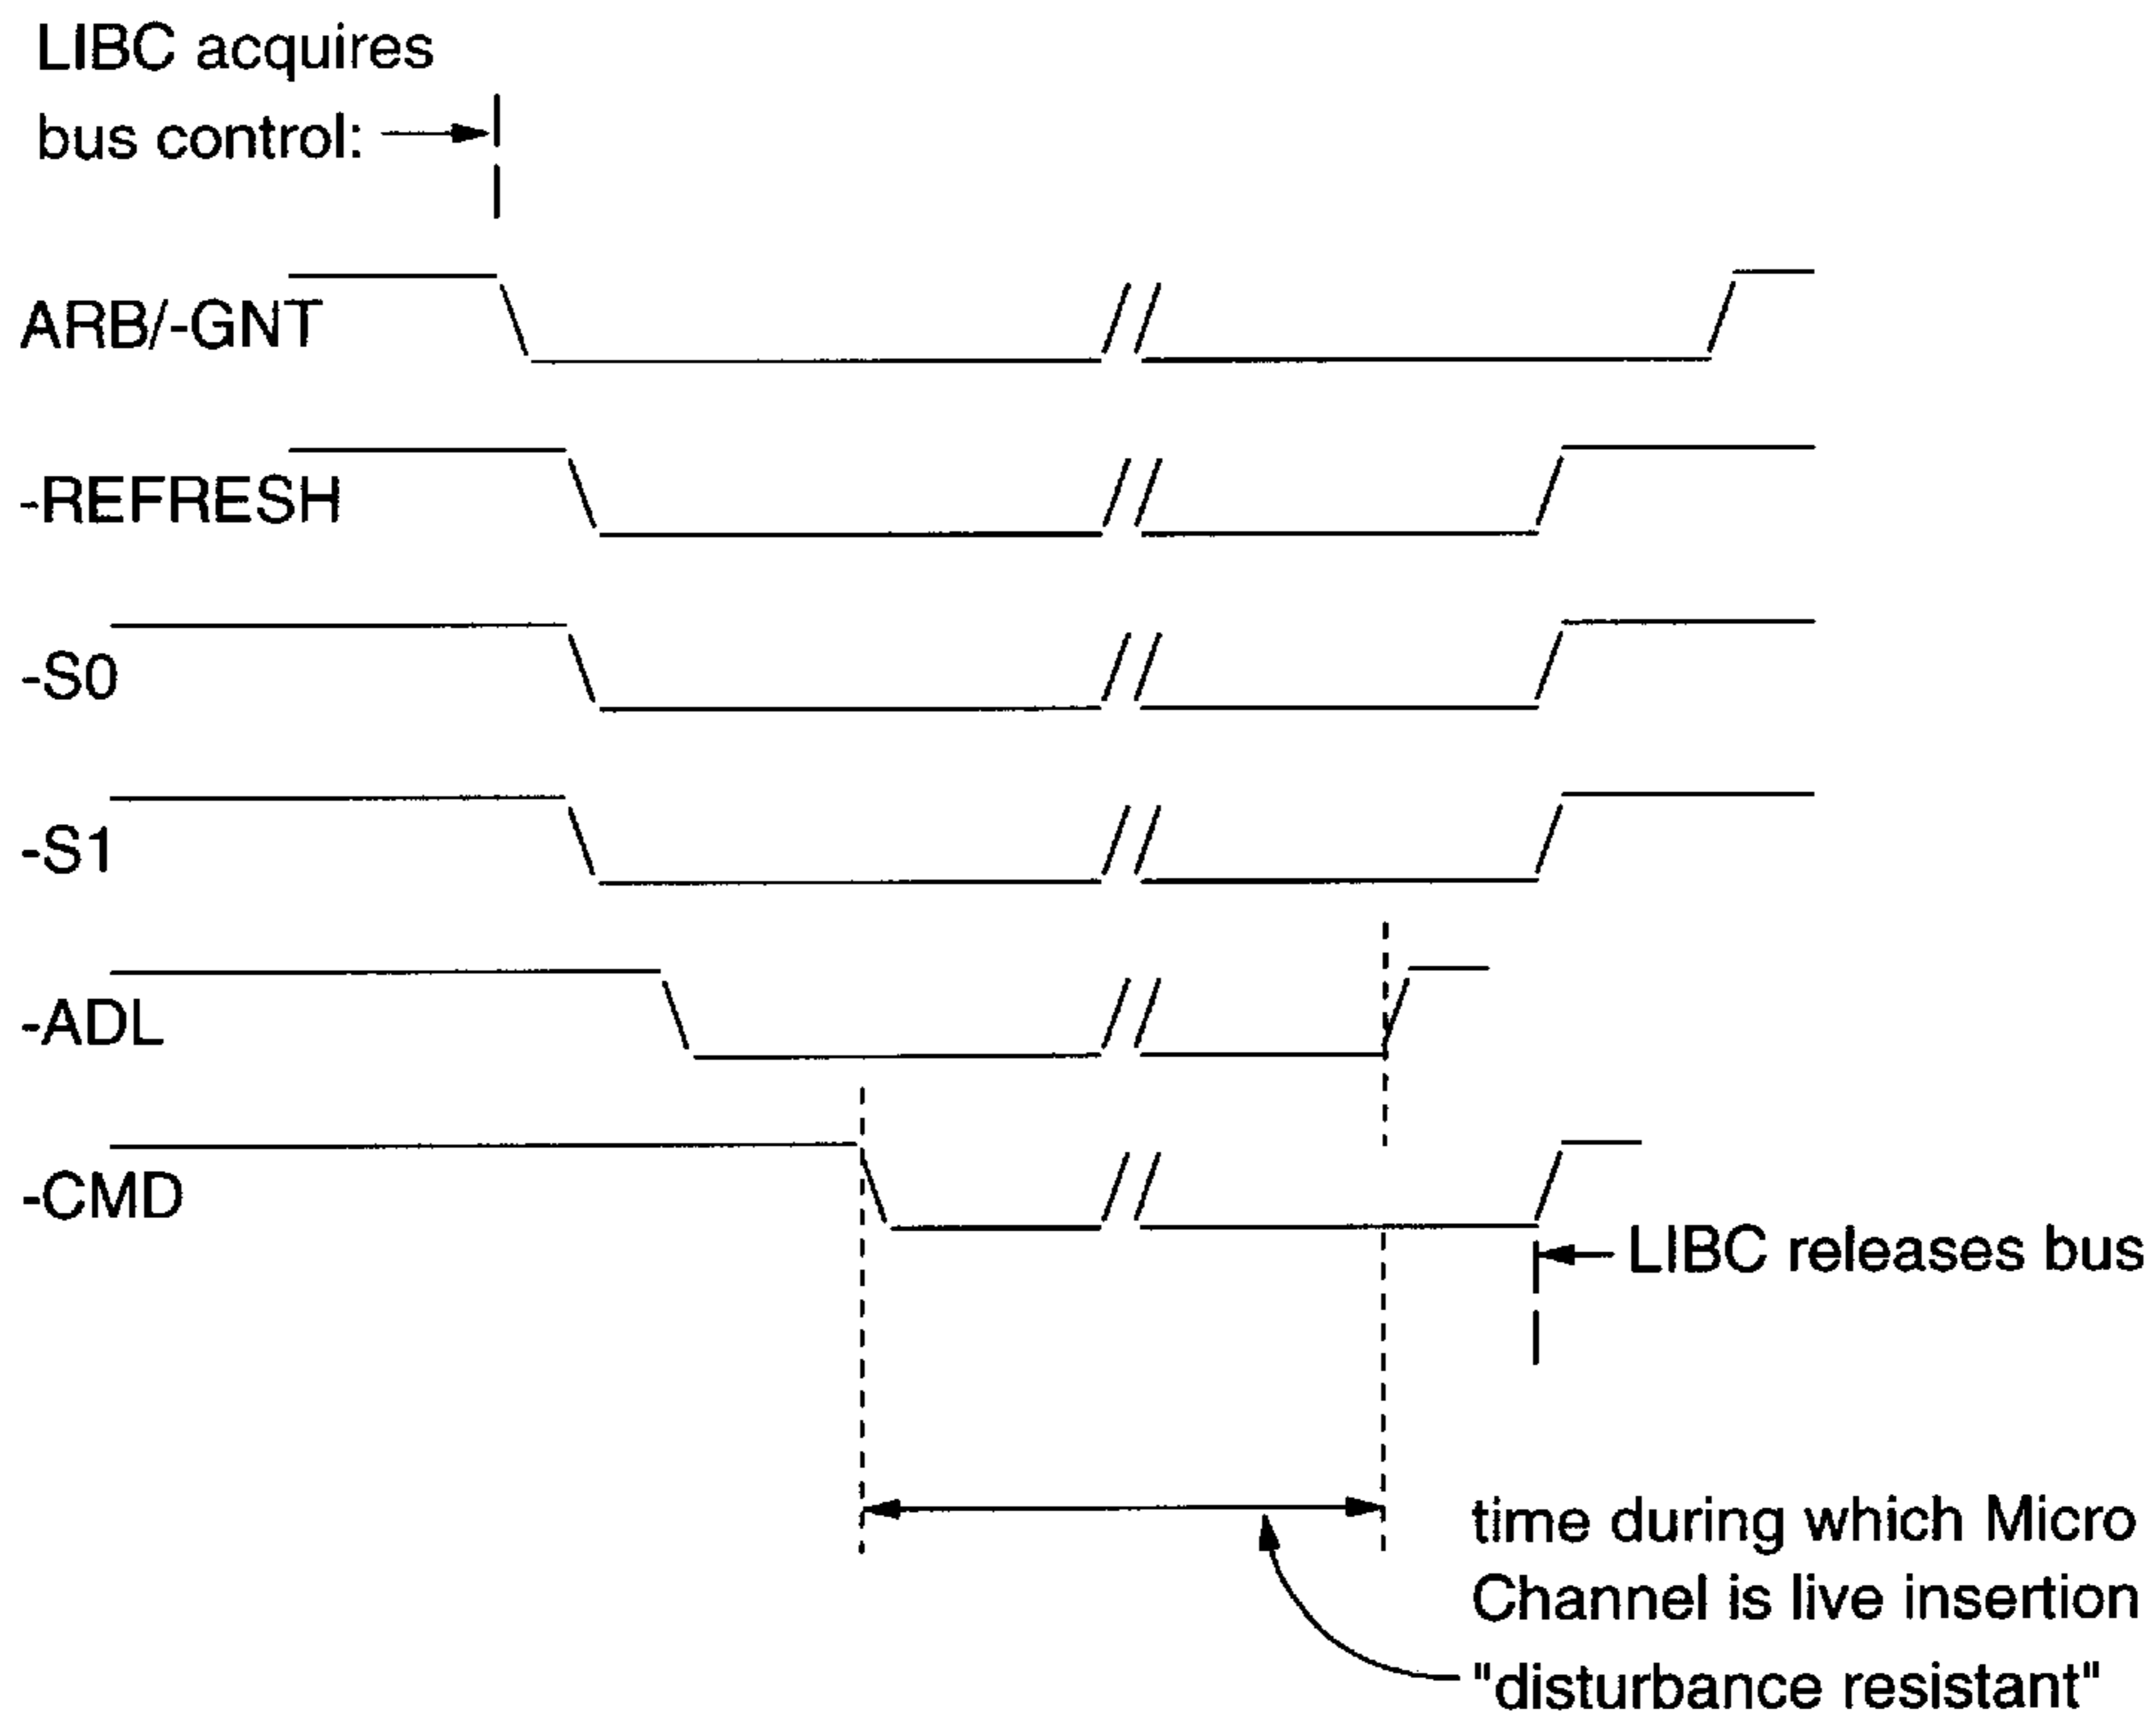 LIBC acquires
bus control:
ARB/-GNT
-REFRESH
-S0
-S1
-ADL
-CMD
LIBC releases bus
time during which Micro
Channel is live insertion
"disturbance resistant"